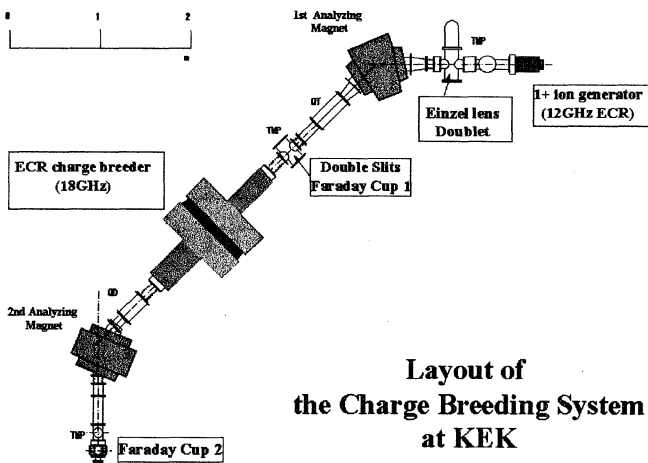 0 1 2
m
1st Analyzing
Magnet
TMP
1+ ion generator
(12GHz ECR)
Einzel lens
Doublet
QT
TMP
Double Slits
Faraday Cup 1
ECR charge breeder
(18GHz)
QD
2nd Analyzing
Magnet
TMP
Faraday Cup 2
Layout of
the Charge Breeding System
at KEK